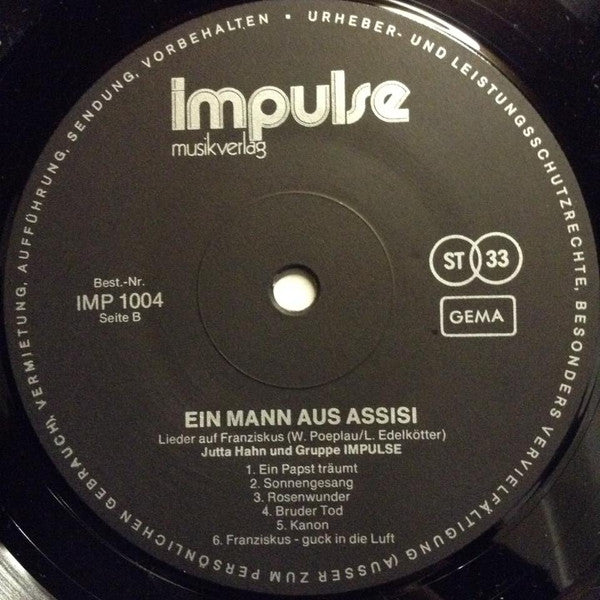 URHEBER- UND LEISTUNGSSCHUTZRECHTE, BESONDERS VERVIELFÄLTIGUNG (AUSSER ZUM PERSÖNLICHEN GEBRAUCH), VERMIETUNG, AUFFÜHRUNG, SENDUNG, VORBEHALTEN •
impulse
musikverlag
ST 33
GEMA
Best.-Nr.
IMP 1004
Seite B
EIN MANN AUS ASSISI
Lieder auf Franziskus (W. Poeplau/L. Edelkötter)
Jutta Hahn und Gruppe IMPULSE
1. Ein Papst träumt
2. Sonnengesang
3. Rosenwunder
4. Bruder Tod
5. Kanon
6. Franziskus - guck in die Luft